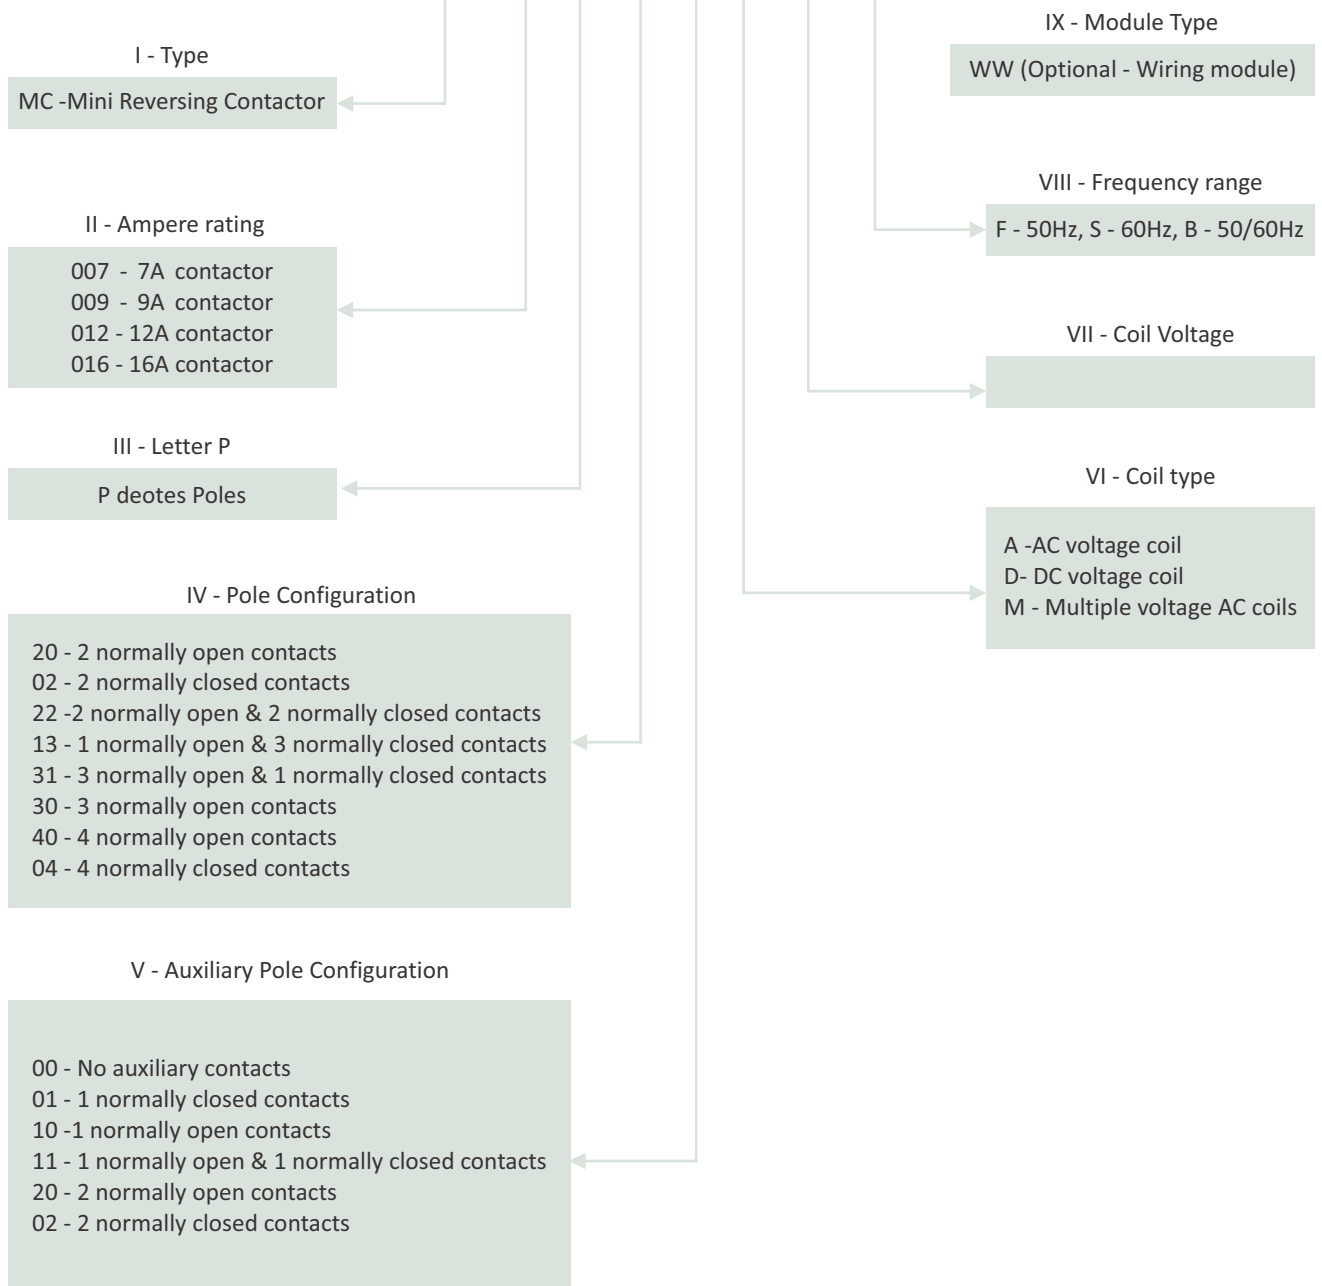 I - Type
MC -Mini Reversing Contactor
II - Ampere rating
007 - 7A contactor
009 - 9A contactor
012 - 12A contactor
016 - 16A contactor
III - Letter P
P deotes Poles
IV - Pole Configuration
20 - 2 normally open contacts
02 - 2 normally closed contacts
22 -2 normally open & 2 normally closed contacts
13 - 1 normally open & 3 normally closed contacts
31 - 3 normally open & 1 normally closed contacts
30 - 3 normally open contacts
40 - 4 normally open contacts
04 - 4 normally closed contacts
V - Auxiliary Pole Configuration
00 - No auxiliary contacts
01 - 1 normally closed contacts
10 -1 normally open contacts
11 - 1 normally open & 1 normally closed contacts
20 - 2 normally open contacts
02 - 2 normally closed contacts
IX - Module Type
WW (Optional - Wiring module)
VIII - Frequency range
F - 50Hz, S - 60Hz, B - 50/60Hz
VII - Coil Voltage
VI - Coil type
A -AC voltage coil
D- DC voltage coil
M - Multiple voltage AC coils